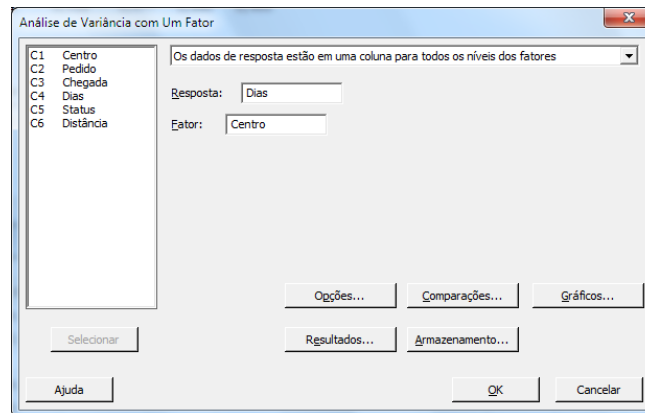 Análise de Variância com Um Fator
C1 Centro
C2 Pedido
C3 Chegada
C4 Dias
C5 Status
C6 Distância
Os dados de resposta estão em uma coluna para todos os níveis dos fatores
Resposta: Dias
Fator: Centro
Opções... Comparações... Gráficos...
Selecionar Resultados... Armazenamento...
Ajuda OK Cancelar